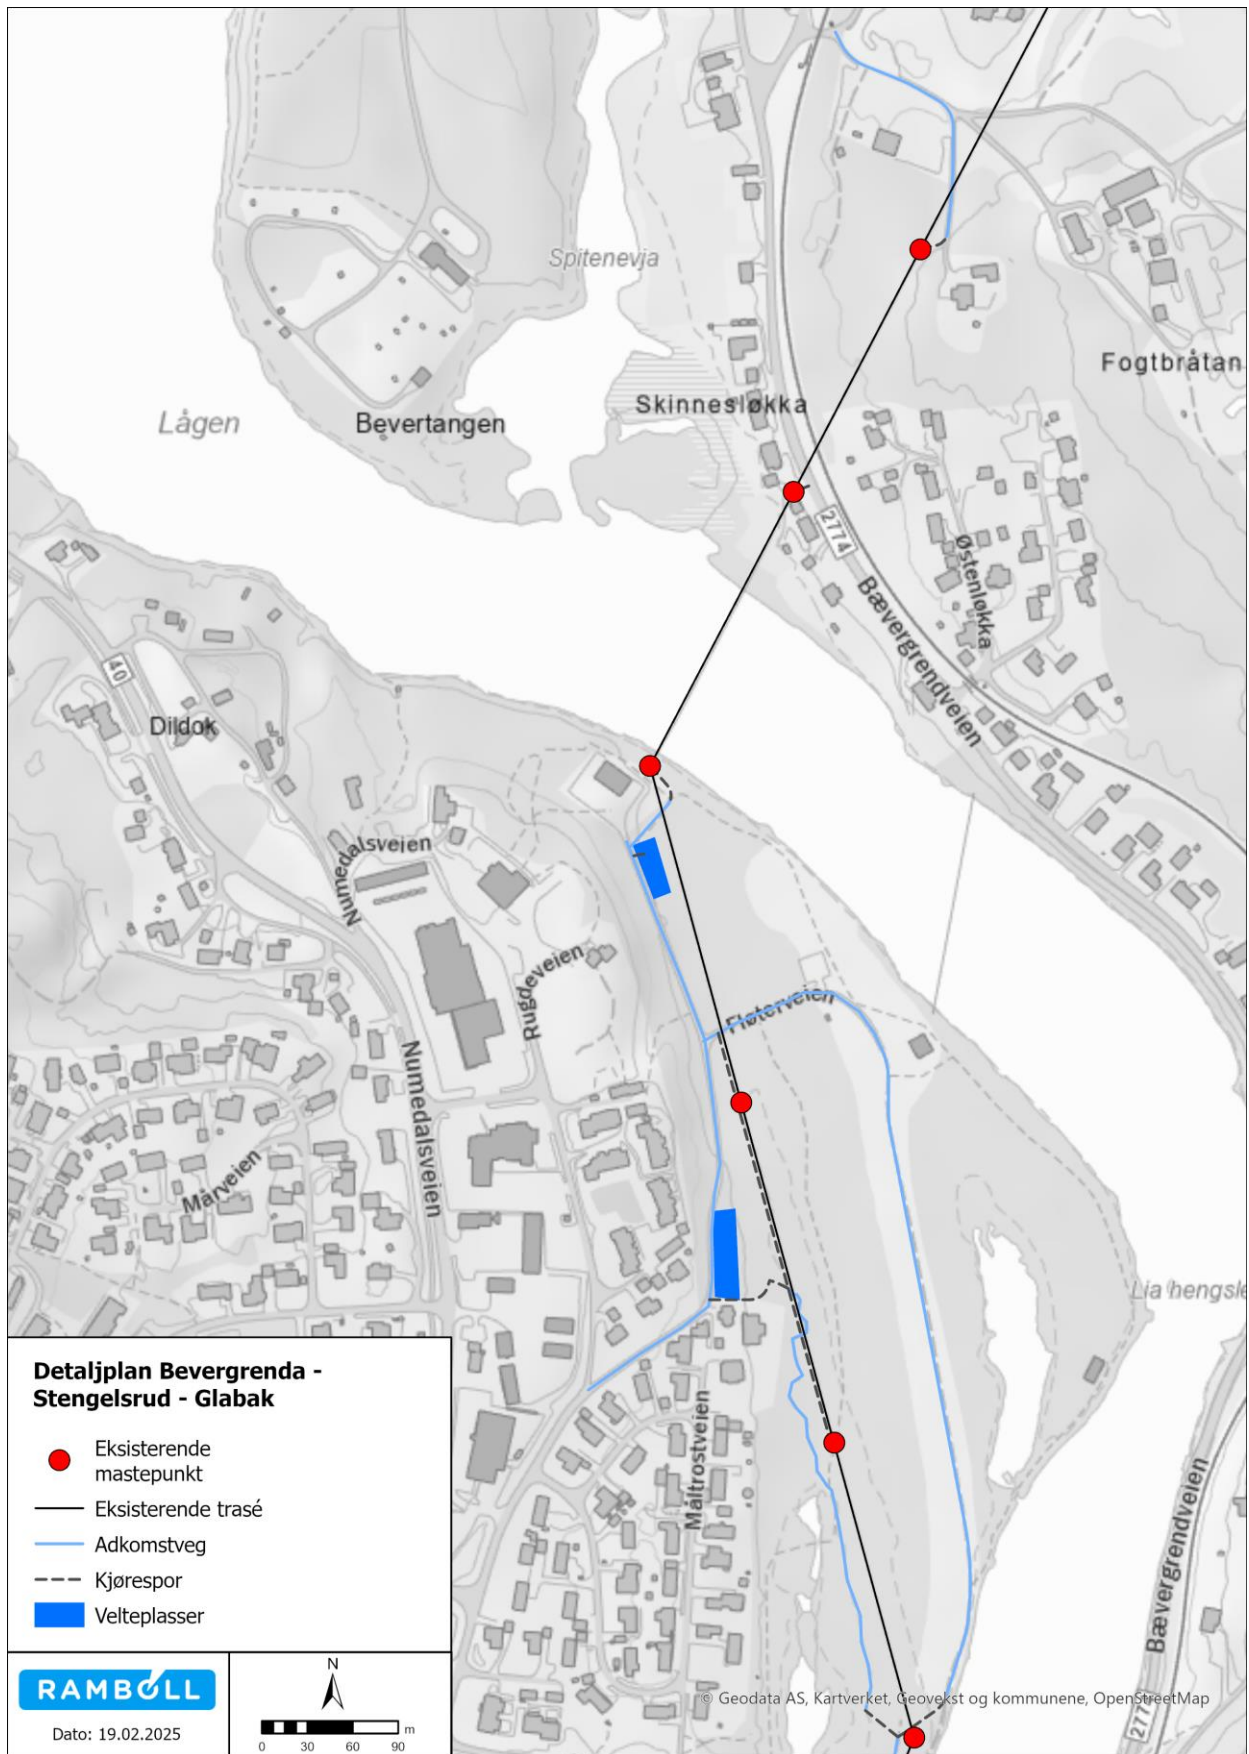 Spitenevja
Fogtbråtan
Skinnesløkka
Lågen
Bevertangen
2774
Østenløkka
Bævergrendveien
40
Dildok
Numedalsveien
Rugdeveien
Fløterveien
Numedalsveien
Mårveien
Lia hengsle
Måltrostveien
Bævergrendveien
2774
Detaljplan Bevergrenda -
Stengelsrud - Glabak
Eksisterende
mastepunkt
Eksisterende trasé
Adkomstveg
Kjørespor
Velteplasser
RAMBOLL
Dato: 19.02.2025
N
m
0 30 60 90
© Geodata AS, Kartverket, Geovekst og kommunene, OpenStreetMap